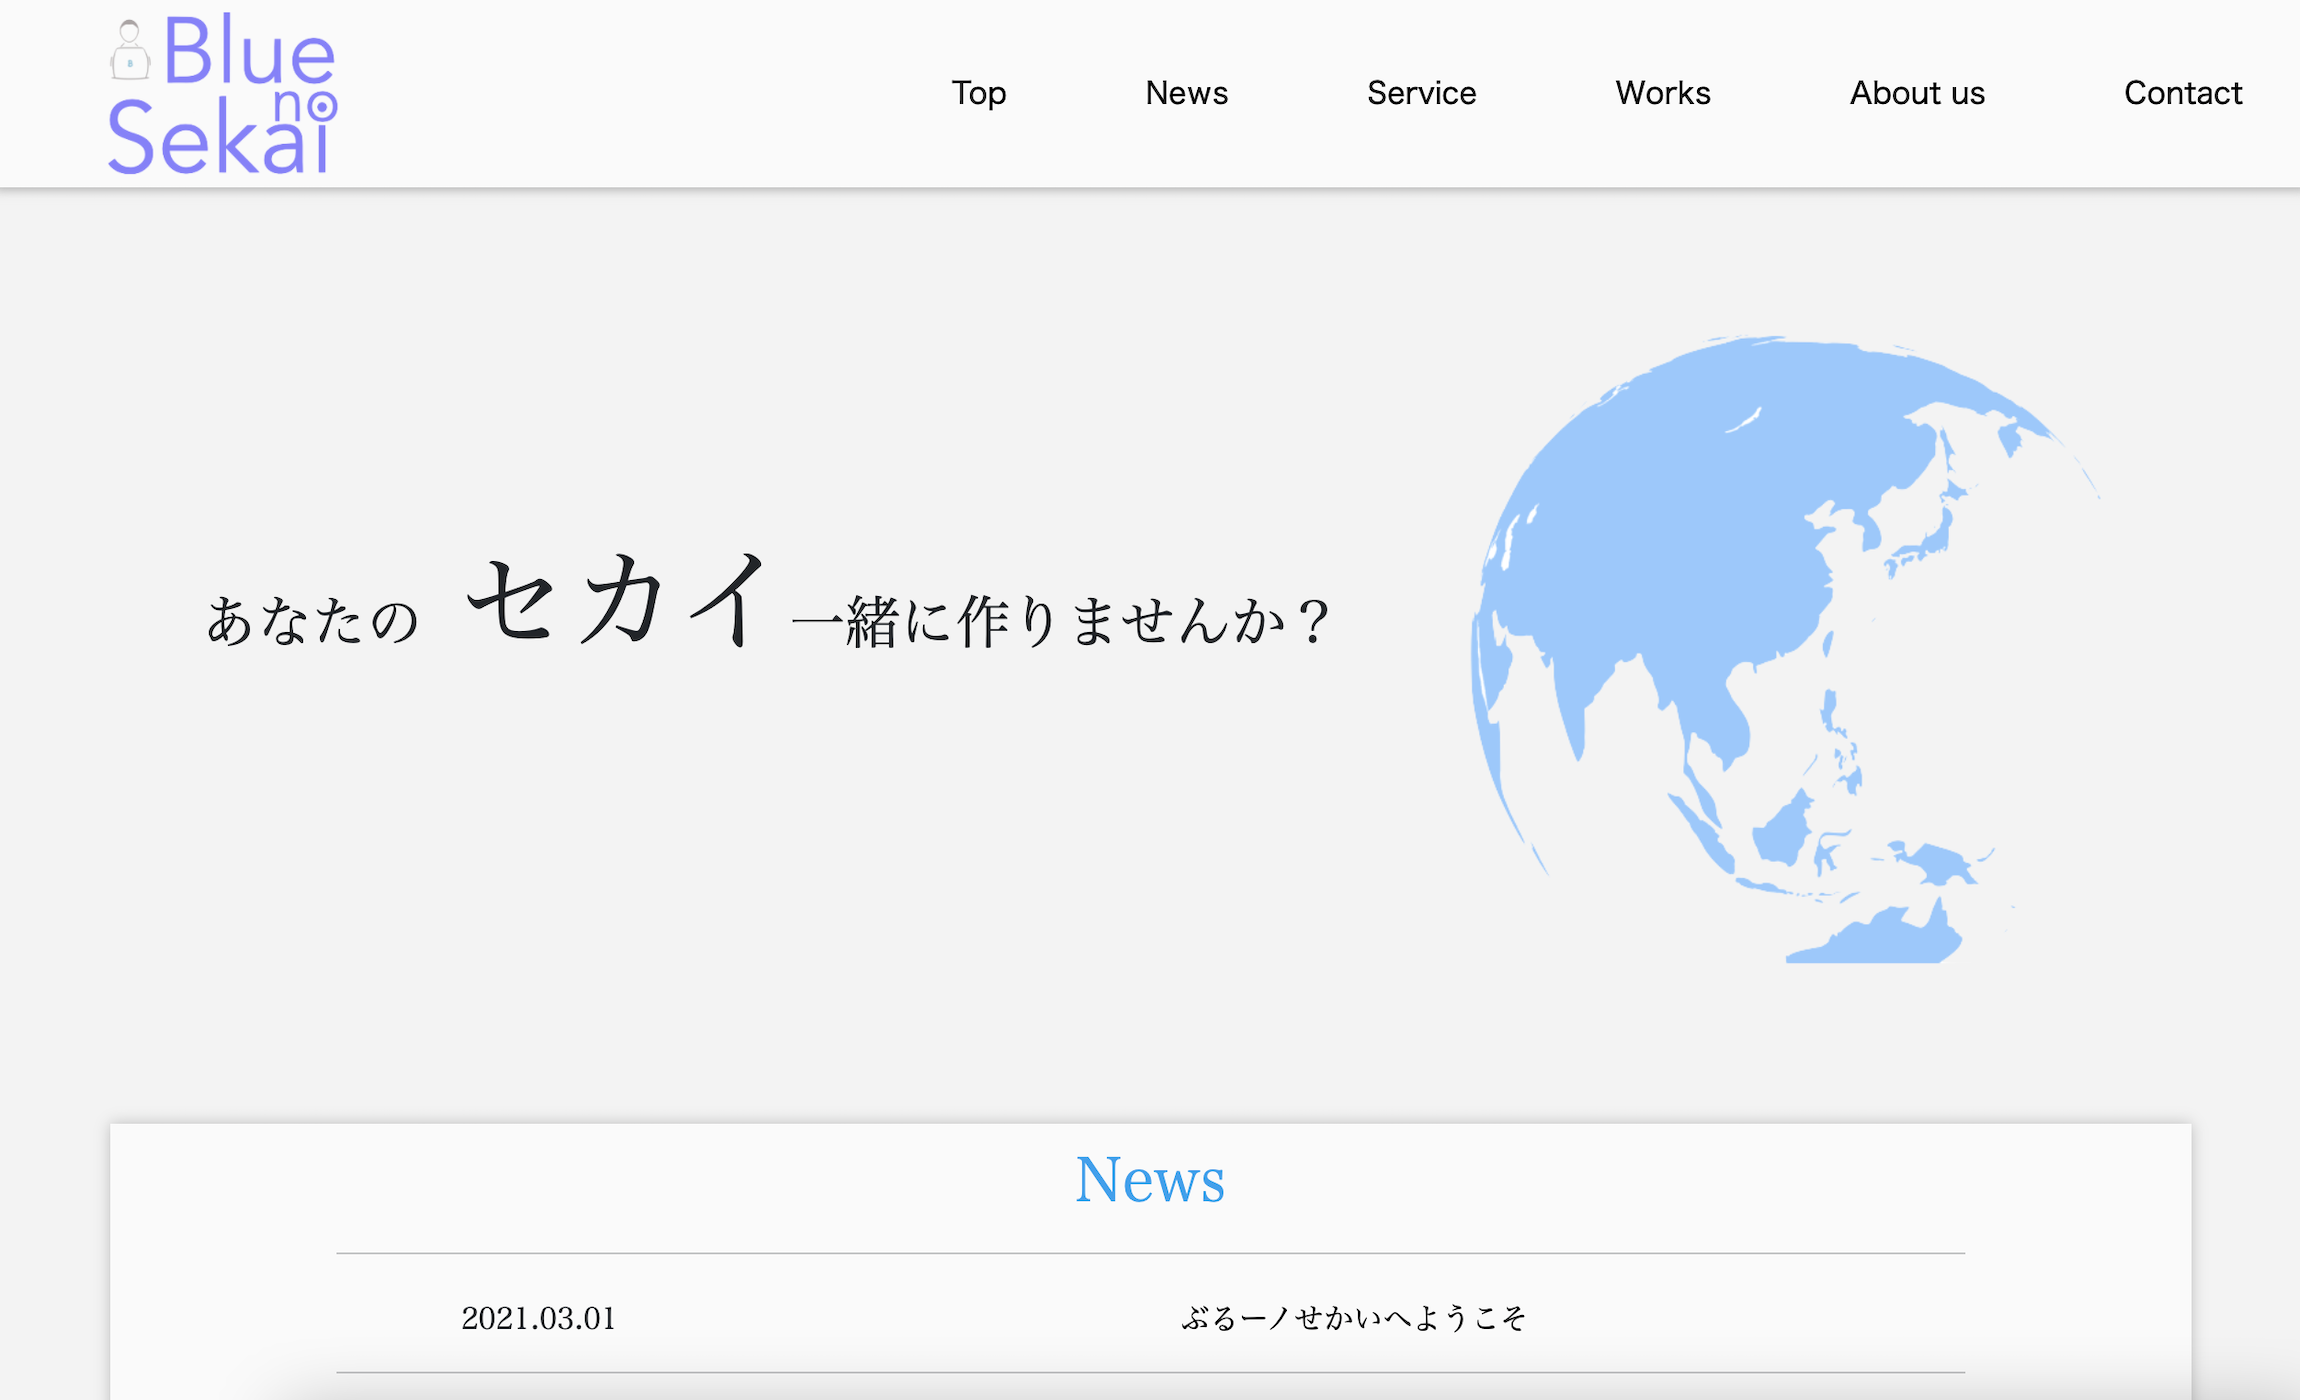 Blue
no
Sekai
B
Top News Service Works About us Contact
あなたの セカイ 一緒に作りませんか？
News
2021.03.01 ぶるーノせかいへようこそ